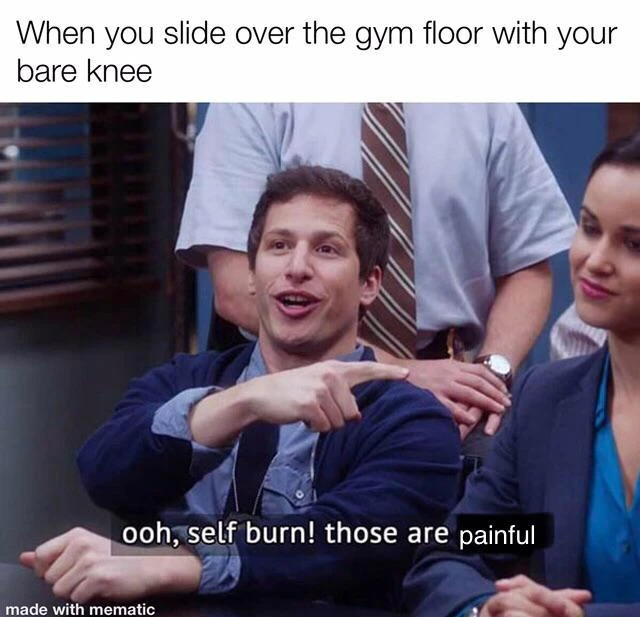 When you slide over the gym floor with your
bare knee
ooh, self burn! those are painful
made with mematic